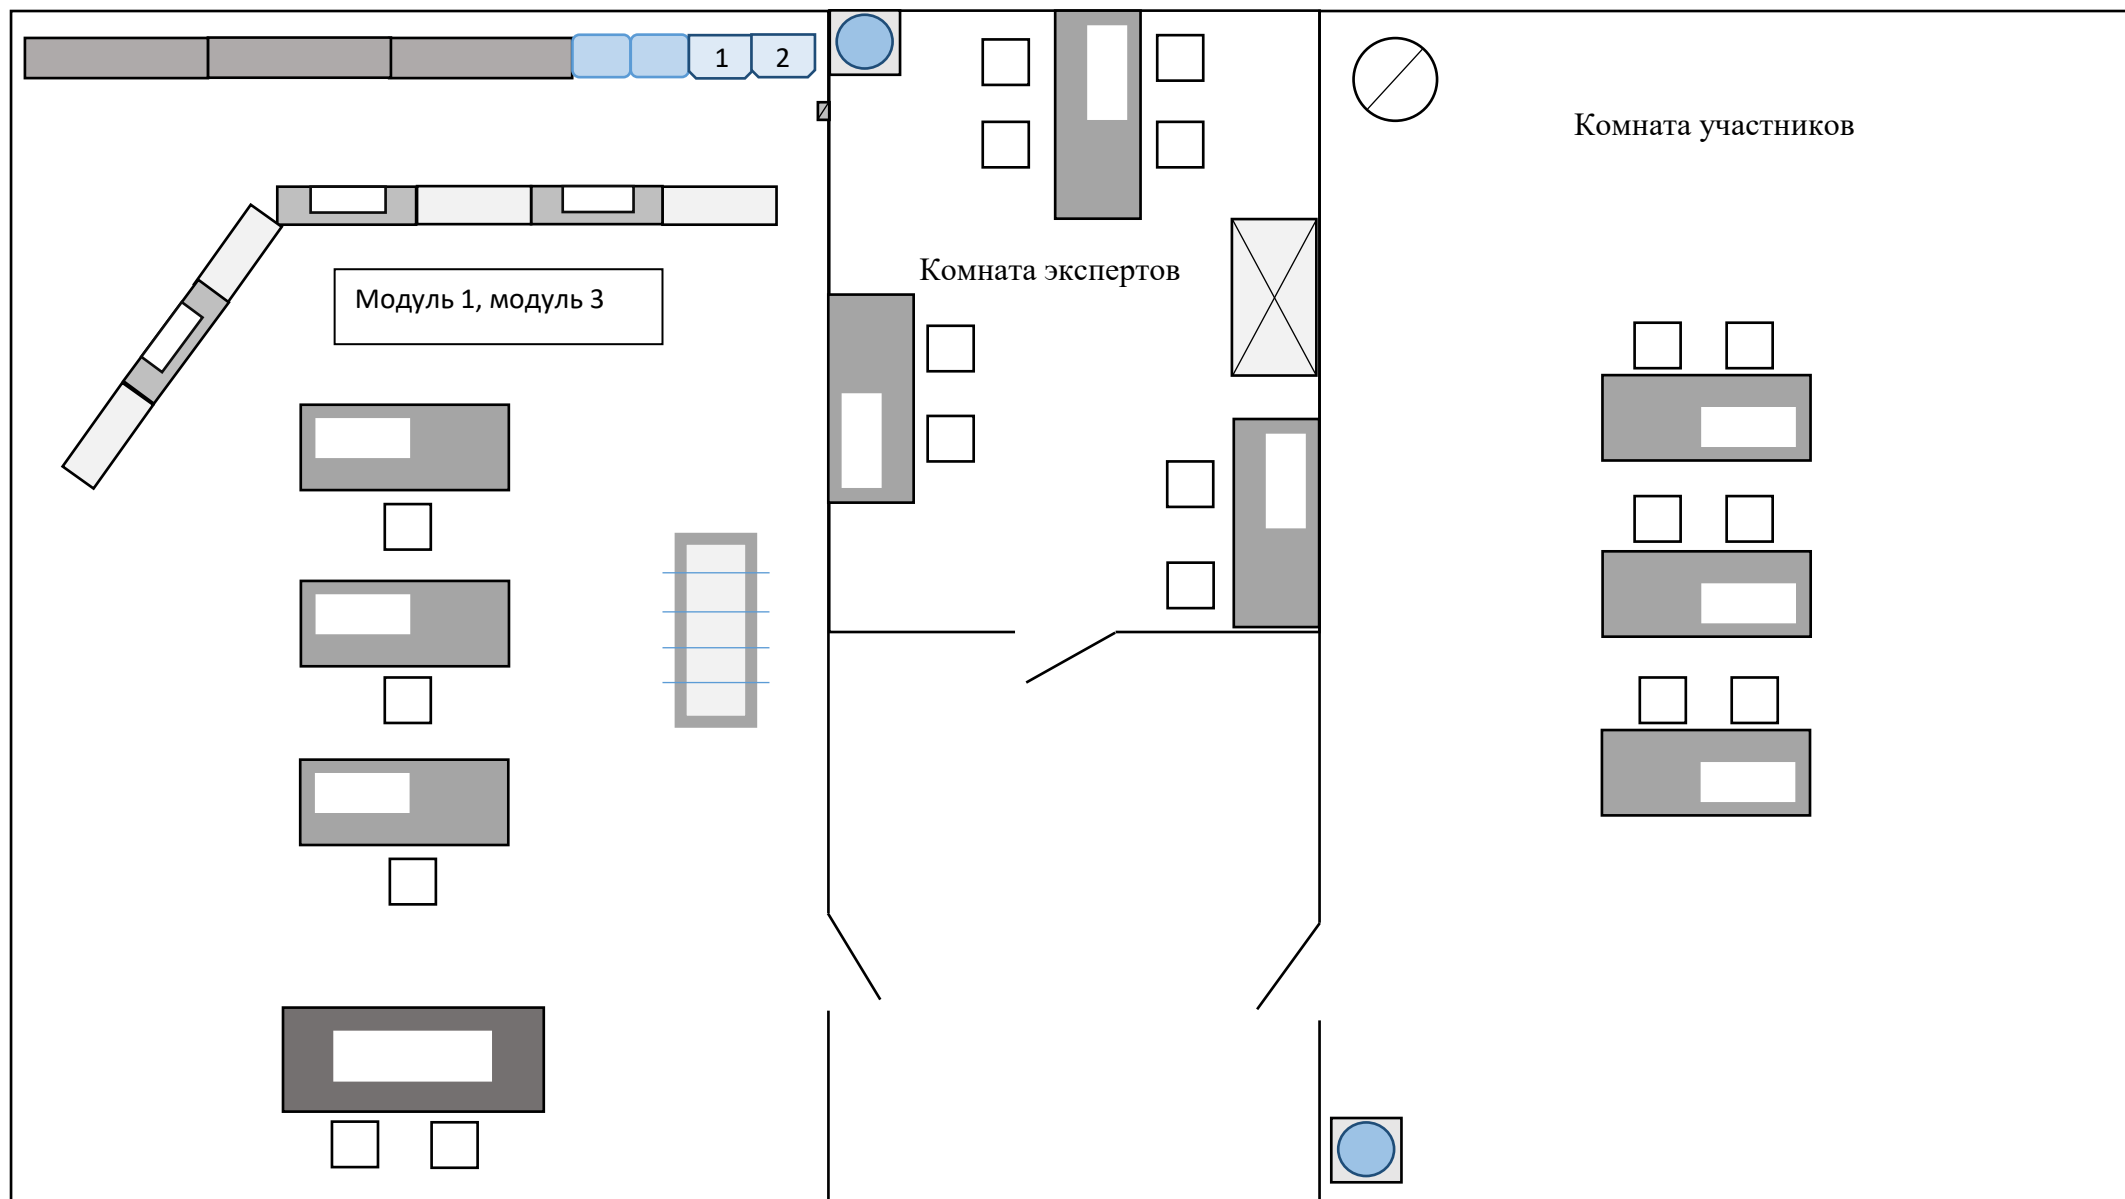 1 2
Комната участников
Комната экспертов
Модуль 1, модуль 3